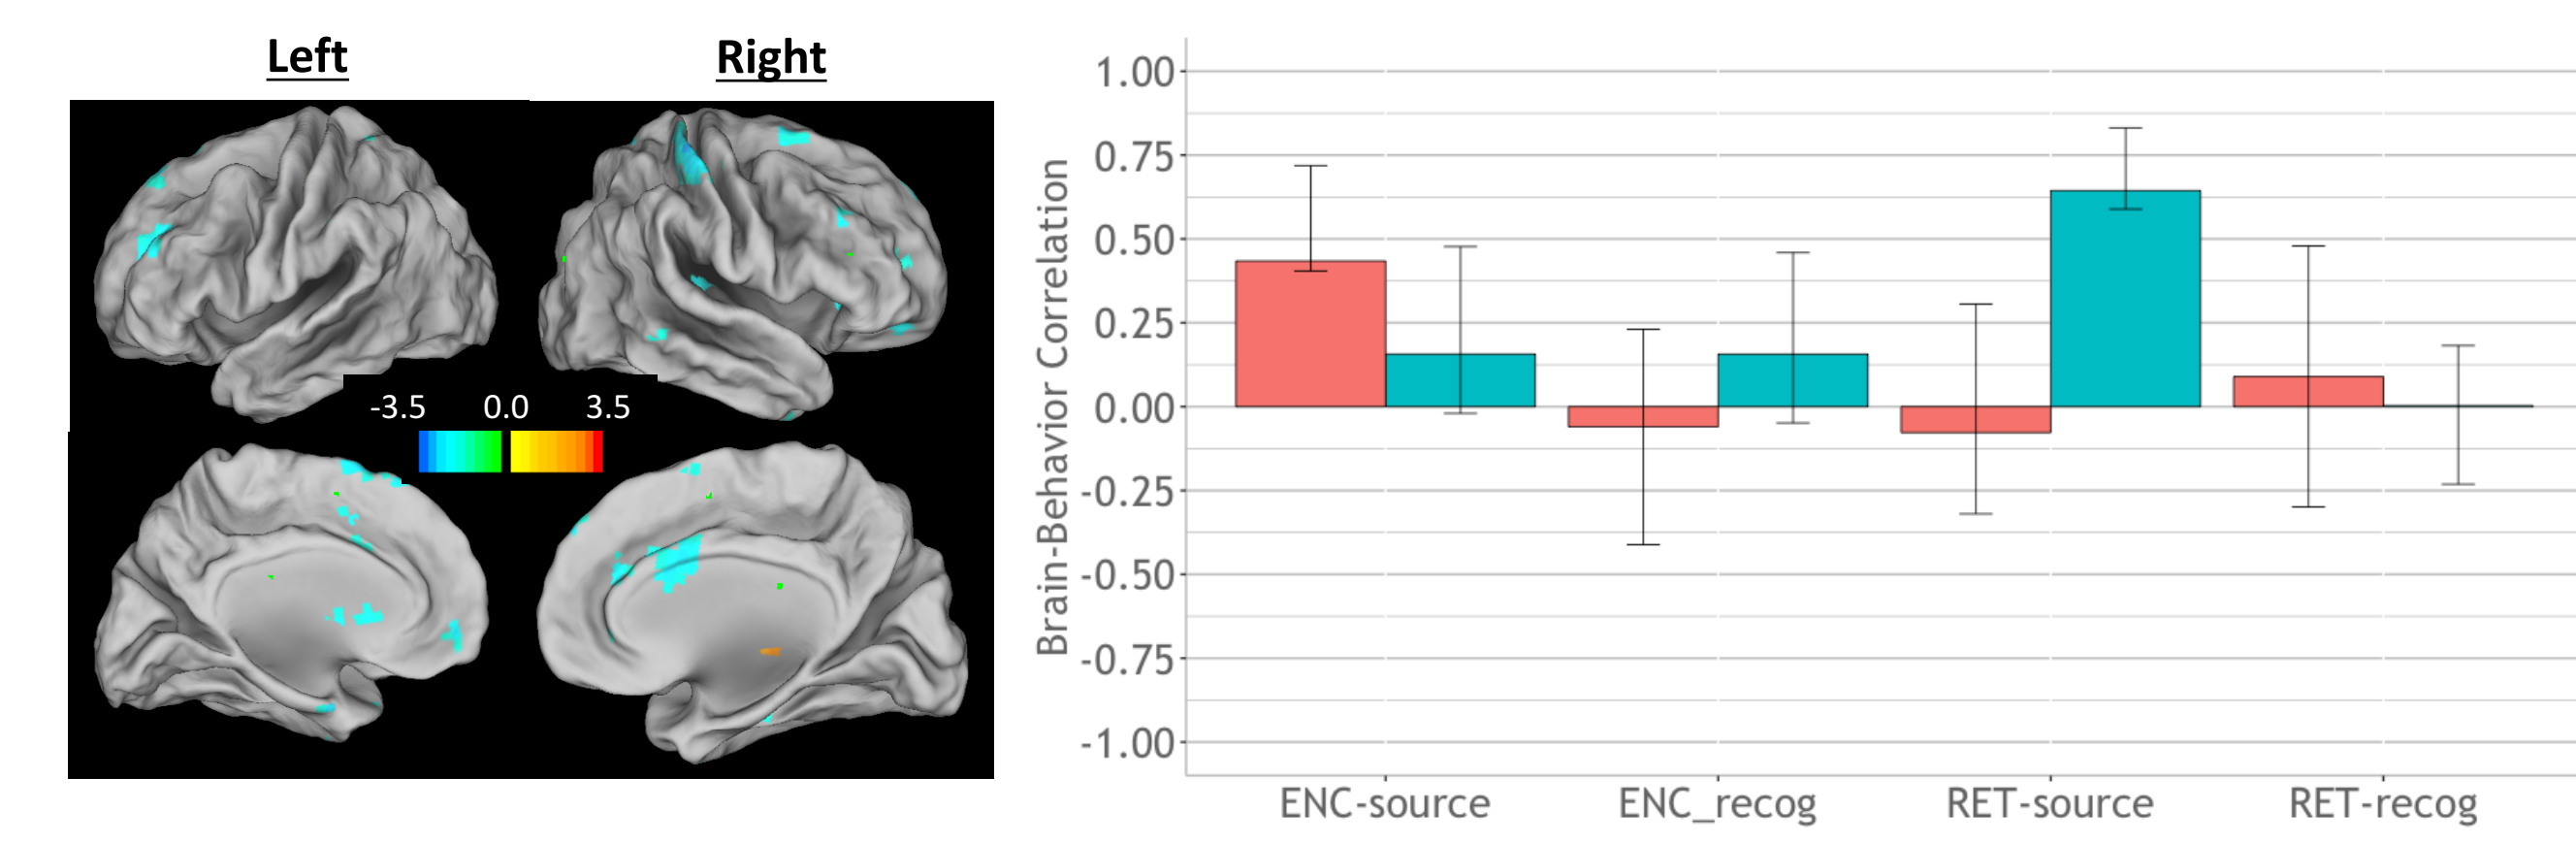 Left
Right
-3.5 0.0 3.5
Brain-Behavior Correlation
1.00
0.75
0.50
0.25
0.00
-0.25
-0.50
-0.75
-1.00
ENC-source
ENC_recog
RET-source
RET-recog